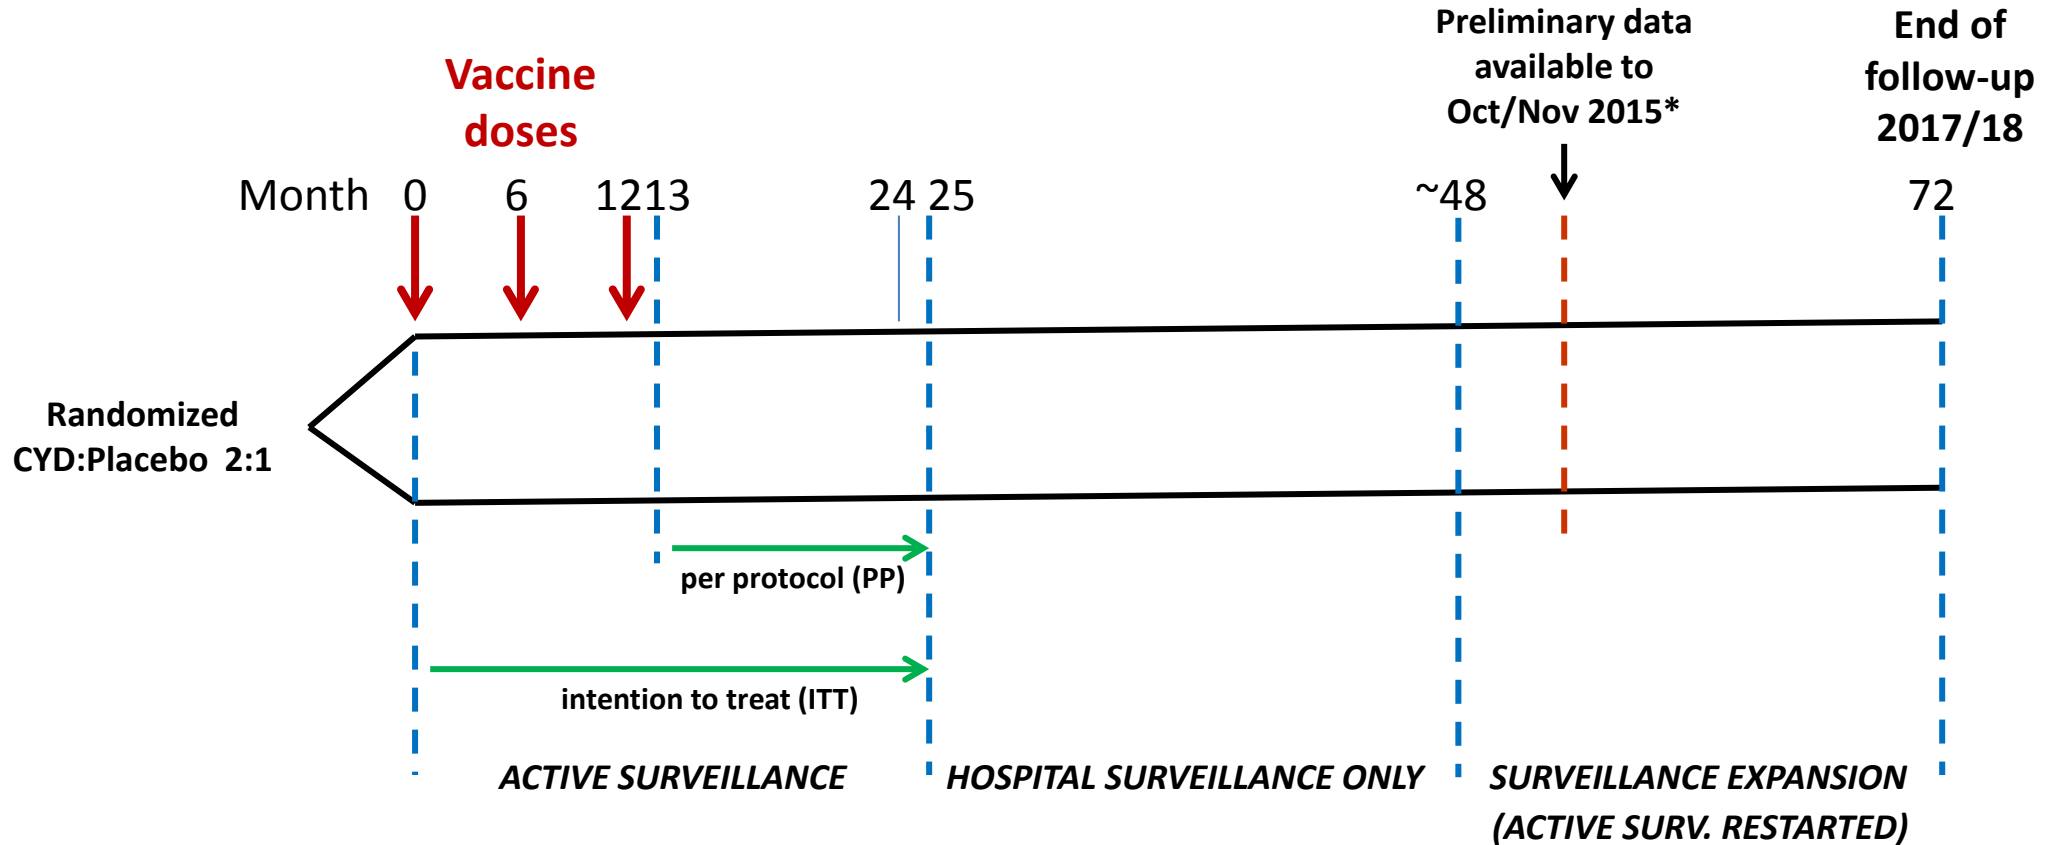 Preliminary data
available to
Oct/Nov 2015*
End of
follow-up
2017/18
Vaccine
doses
Month 0 6 12 13 24 25 ~48 72
Randomized
CYD:Placebo 2:1
per protocol (PP)
intention to treat (ITT)
ACTIVE SURVEILLANCE
HOSPITAL SURVEILLANCE ONLY
SURVEILLANCE EXPANSION
(ACTIVE SURV. RESTARTED)